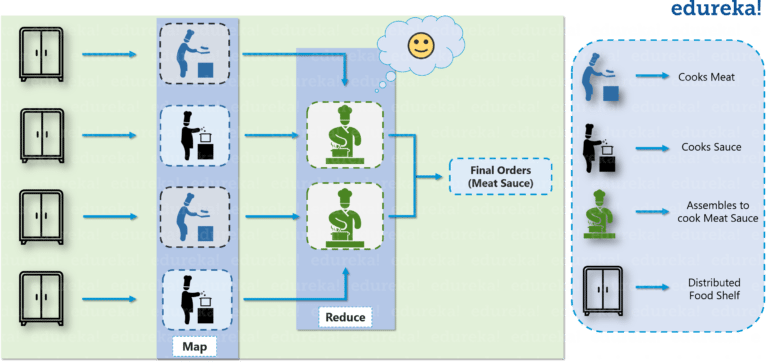 edureka!
Final Orders
(Meat Sauce)
Reduce
Map
Cooks Meat
Cooks Sauce
Assembles to
cook Meat Sauce
Distributed
Food Shelf